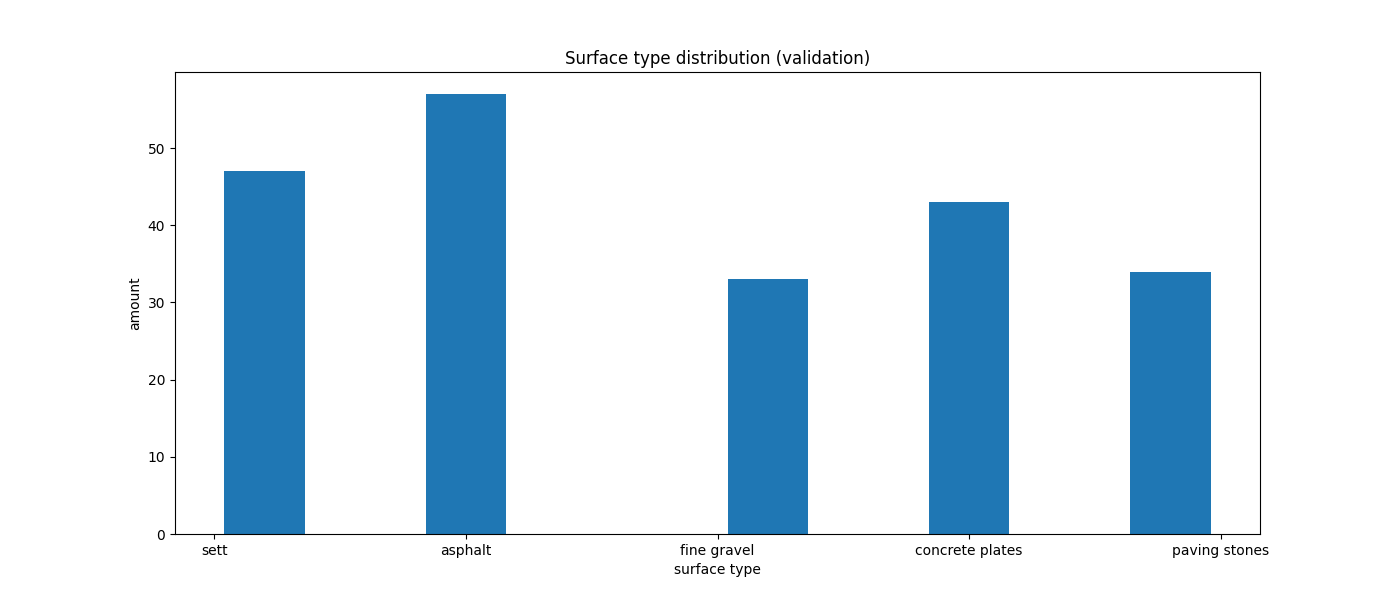 Surface type distribution (validation)
amount
50
40
30
20
10
0
sett asphalt fine gravel concrete plates paving stones
surface type